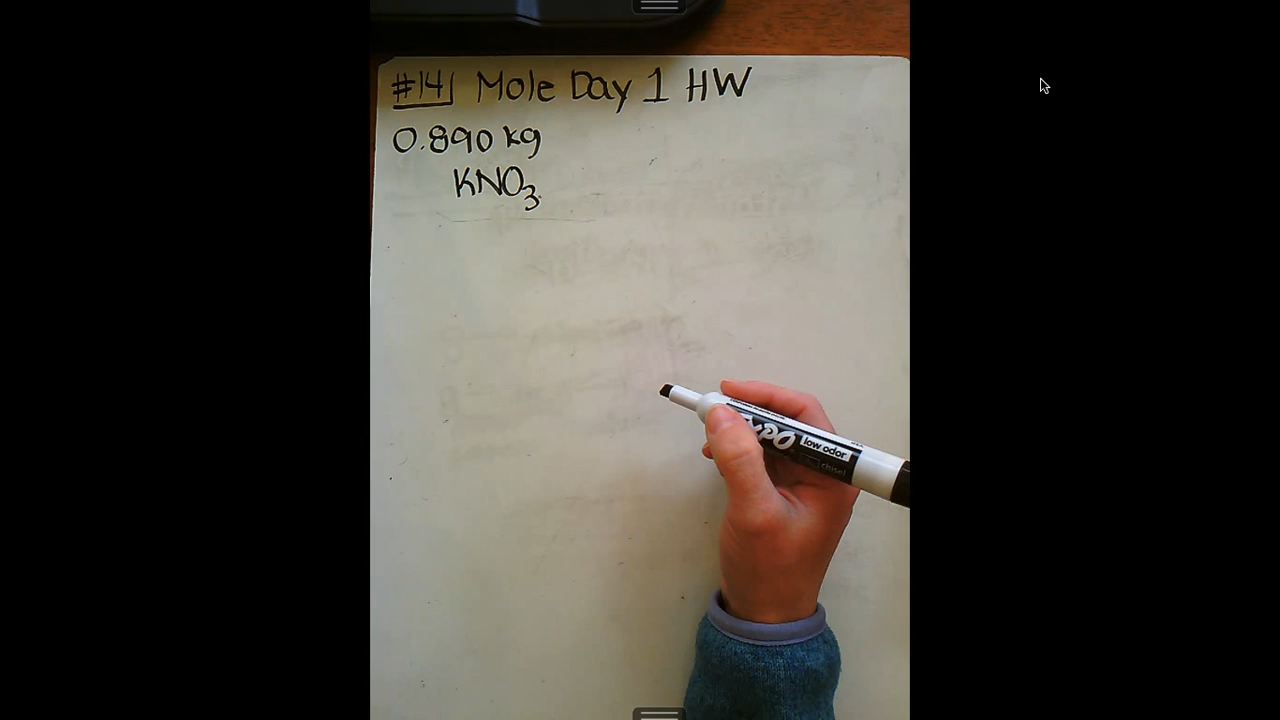 #14 Mole Day 1 HW
0.890 kg
KNO₃
EXPO
low odor
chisel